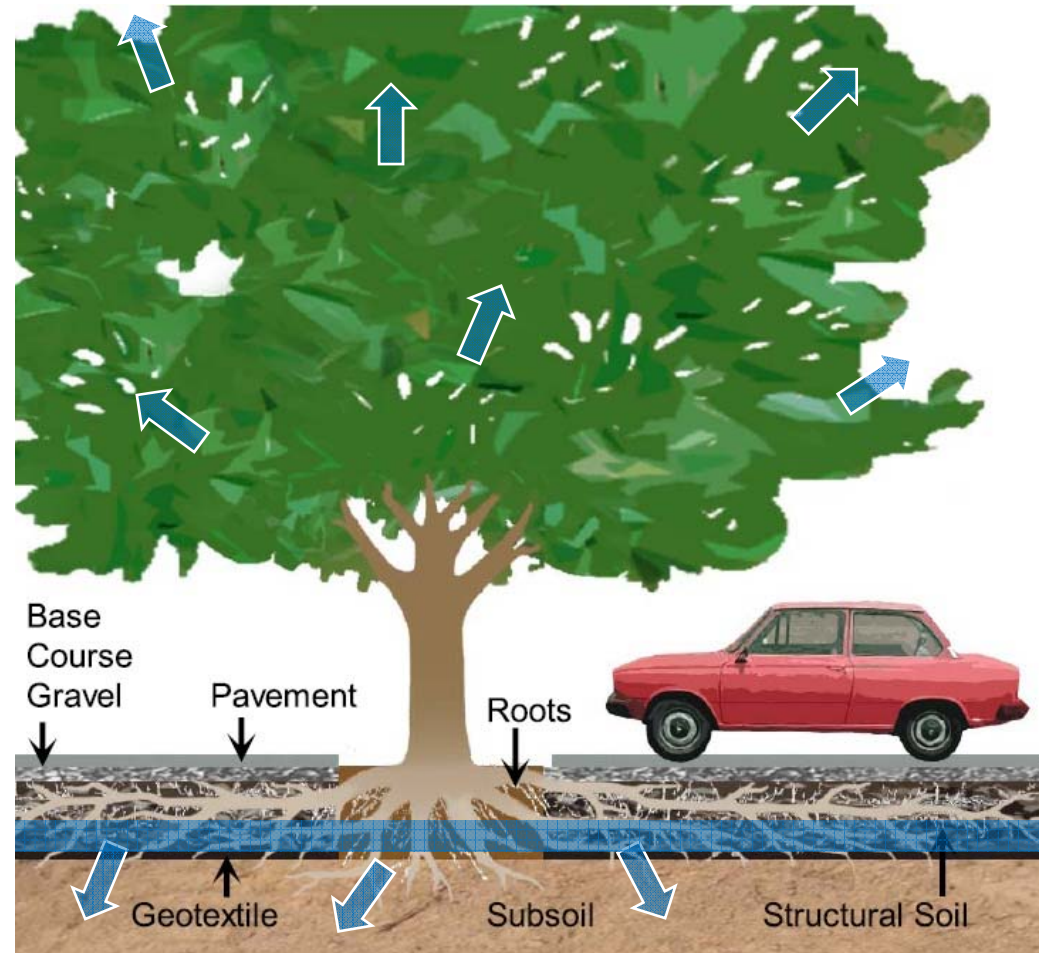 Base
Course
Gravel
Pavement
Roots
Geotextile
Subsoil
Structural Soil